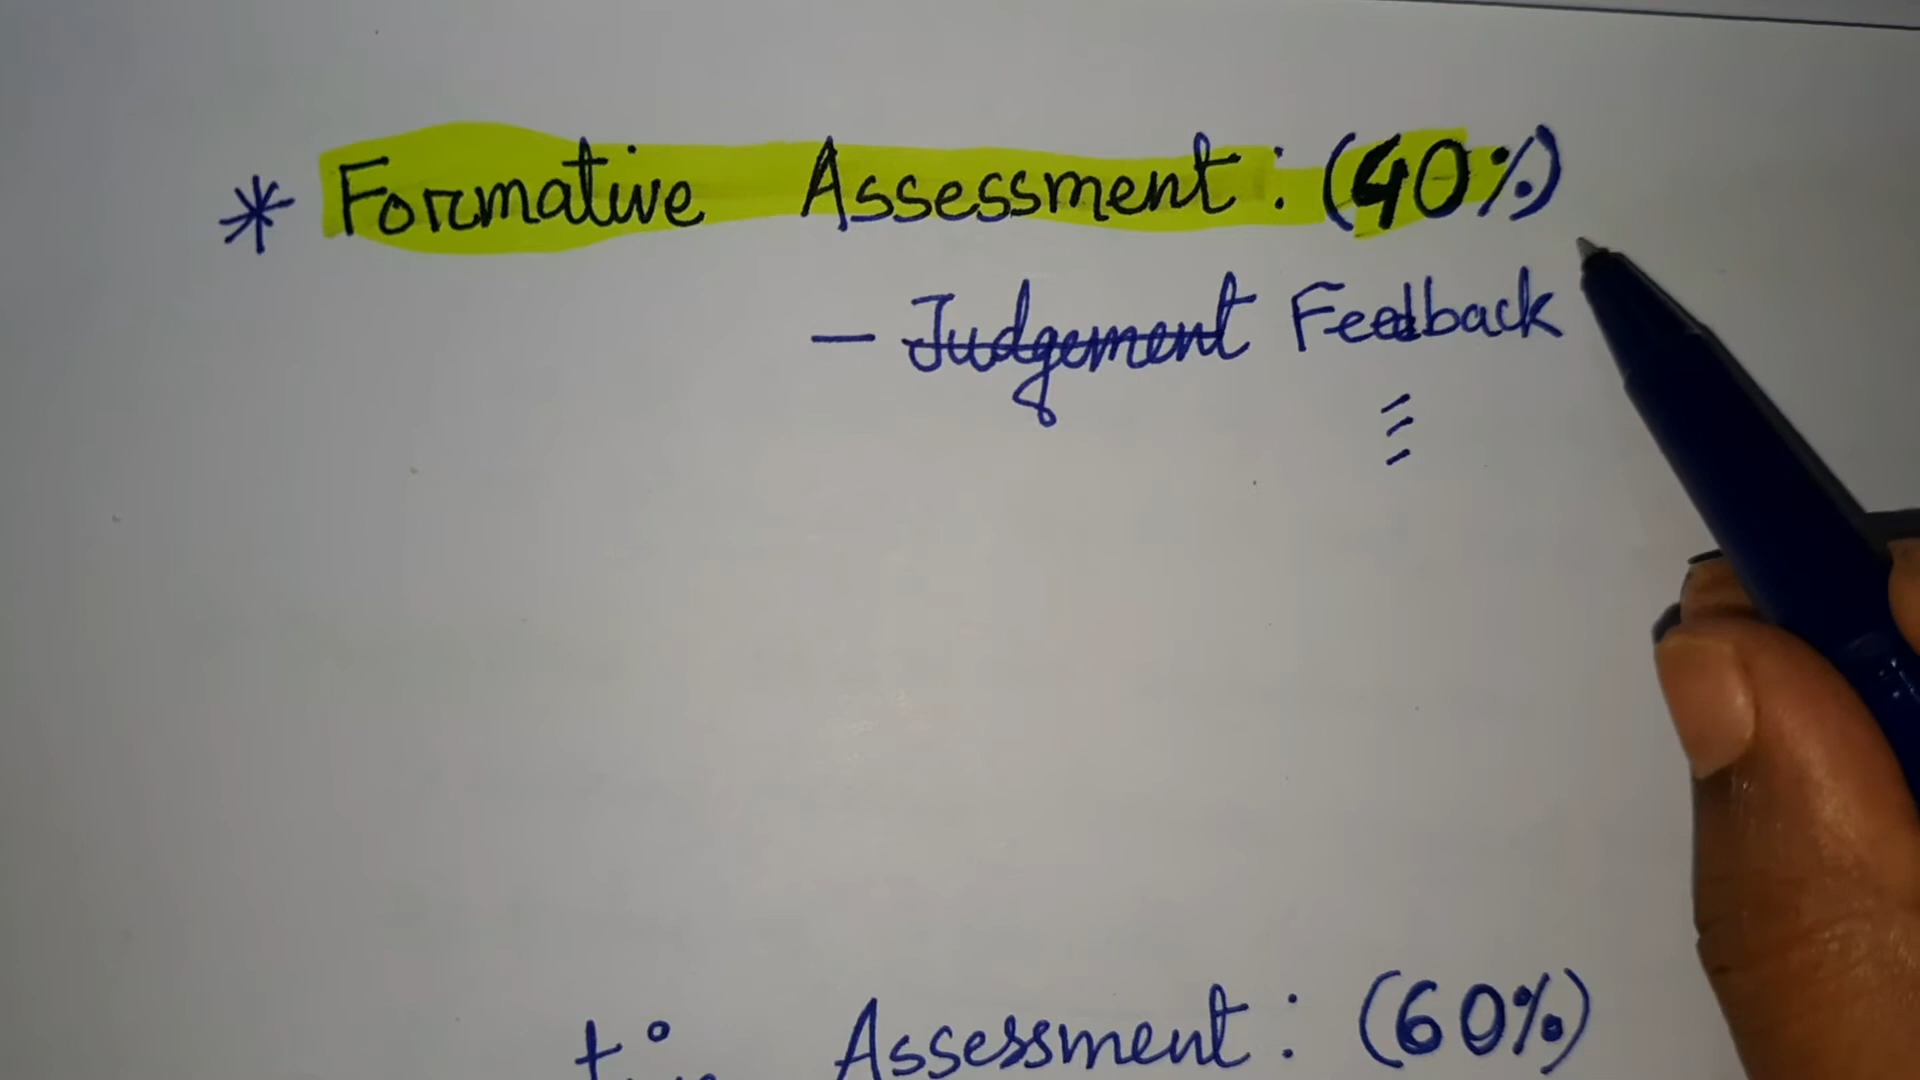 * Formative Assessment: (40%)
— Judgement Feedback
Assessment: (60%)